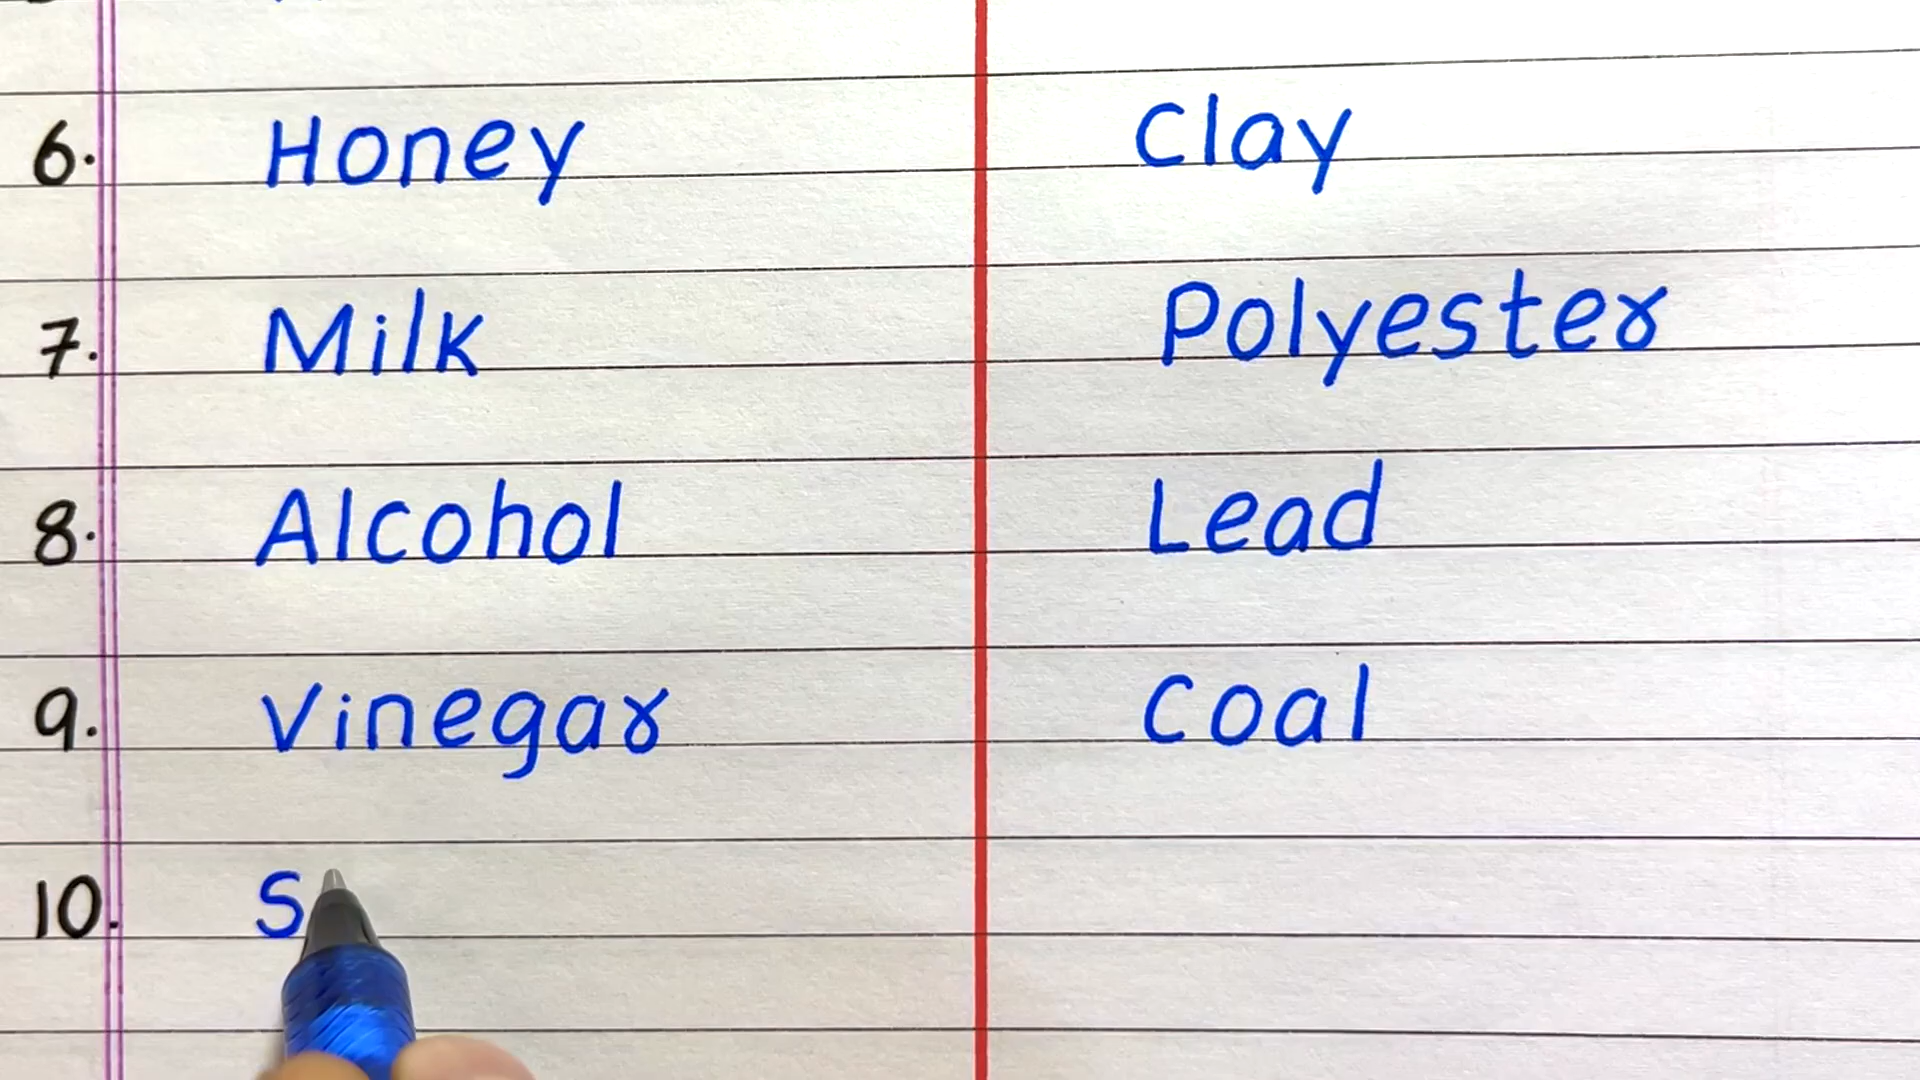 6. Honey Clay
7. Milk Polyester
8. Alcohol Lead
9. Vinegar Coal
10. S